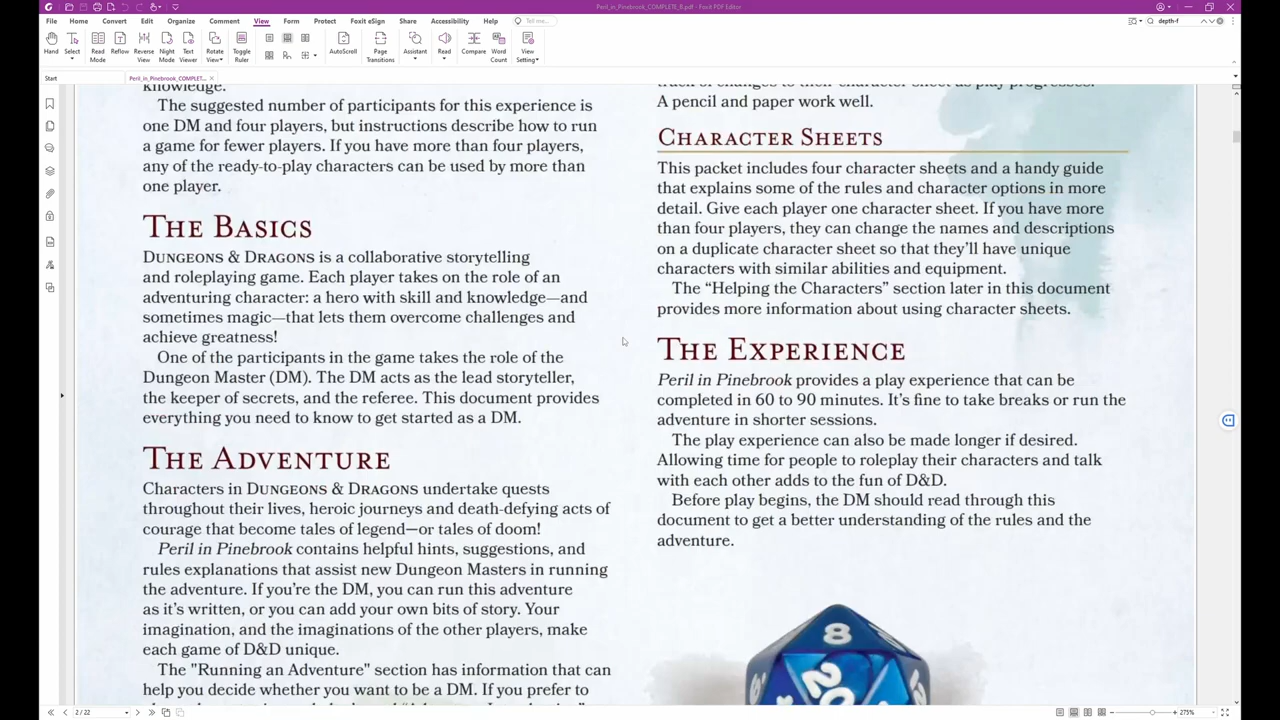 Peril_in_Pinebrook_COMPLETE_B.pdf - Foxit PDF Editor
File Home Convert Edit Organize Comment View Form Protect Foxit eSign Share Accessibility Help Tell me... depth-f
Hand Select Read Mode Reflow Reverse View Night Mode Text Viewer Rotate View Toggle Ruler AutoScroll Page Transitions Assistant Read Compare Word Count View Setting
Start Peril_in_Pinebrook_COMPLET...
knowledge.
The suggested number of participants for this experience is
one DM and four players, but instructions describe how to run
a game for fewer players. If you have more than four players,
any of the ready-to-play characters can be used by more than
one player.
THE BASICS
DUNGEONS & DRAGONS is a collaborative storytelling
and roleplaying game. Each player takes on the role of an
adventuring character: a hero with skill and knowledge—and
sometimes magic—that lets them overcome challenges and
achieve greatness!
One of the participants in the game takes the role of the
Dungeon Master (DM). The DM acts as the lead storyteller,
the keeper of secrets, and the referee. This document provides
everything you need to know to get started as a DM.
THE ADVENTURE
Characters in DUNGEONS & DRAGONS undertake quests
throughout their lives, heroic journeys and death-defying acts of
courage that become tales of legend—or tales of doom!
Peril in Pinebrook contains helpful hints, suggestions, and
rules explanations that assist new Dungeon Masters in running
the adventure. If you're the DM, you can run this adventure
as it's written, or you can add your own bits of story. Your
imagination, and the imaginations of the other players, make
each game of D&D unique.
The "Running an Adventure" section has information that can
help you decide whether you want to be a DM. If you prefer to
track of changes to their character sheet as play progresses.
A pencil and paper work well.
CHARACTER SHEETS
This packet includes four character sheets and a handy guide
that explains some of the rules and character options in more
detail. Give each player one character sheet. If you have more
than four players, they can change the names and descriptions
on a duplicate character sheet so that they'll have unique
characters with similar abilities and equipment.
The “Helping the Characters” section later in this document
provides more information about using character sheets.
THE EXPERIENCE
Peril in Pinebrook provides a play experience that can be
completed in 60 to 90 minutes. It's fine to take breaks or run the
adventure in shorter sessions.
The play experience can also be made longer if desired.
Allowing time for people to roleplay their characters and talk
with each other adds to the fun of D&D.
Before play begins, the DM should read through this
document to get a better understanding of the rules and the
adventure.
8
20
2 / 22
275%